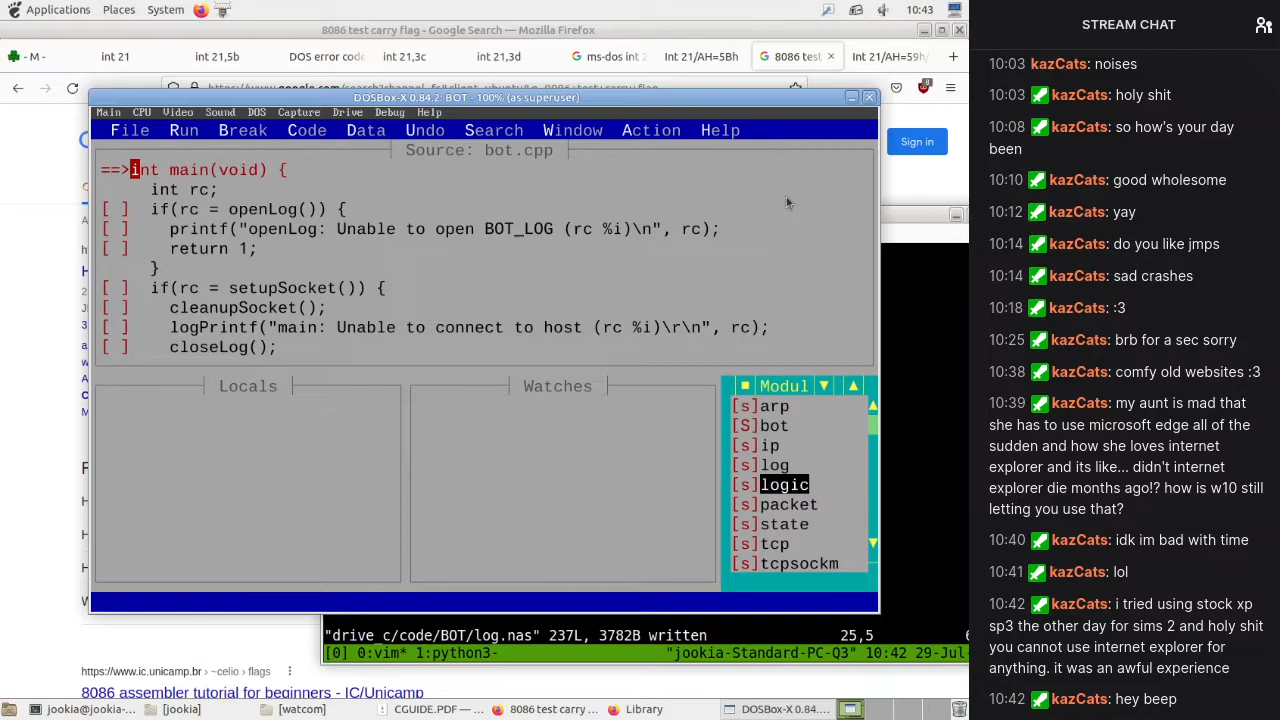 Applications Places System 10:43
8086 test carry flag - Google Search — Mozilla Firefox
- M - int 21 int 21,5b DOS error code int 21,3c int 21,3d ms-dos int 2 Int 21/AH=5Bh 8086 test Int 21/AH=59h/
DOSBox-X 0.84.2: BOT - 100% (as superuser)
Main CPU Video Sound DOS Capture Drive Debug Help
File Run Break Code Data Undo Search Window Action Help
Sign in
Source: bot.cpp
==>int main(void) {
int rc;
[ ] if(rc = openLog()) {
[ ] printf("openLog: Unable to open BOT_LOG (rc %i)\n", rc);
[ ] return 1;
}
[ ] if(rc = setupSocket()) {
[ ] cleanupSocket();
[ ] logPrintf("main: Unable to connect to host (rc %i)\r\n", rc);
[ ] closeLog();
Locals Watches Modul
[s]arp
[S]bot
[s]ip
[s]log
[s]logic
[s]packet
[s]state
[s]tcp
[s]tcpsockm
"drive_c/code/BOT/log.nas" 237L, 3782B written 25,5
[0] 0:vim* 1:python3- "jookia-Standard-PC-Q3" 10:42 29-Jul-
https://www.ic.unicamp.br › ~celio › flags
8086 assembler tutorial for beginners - IC/Unicamp
jookia@jookia-... [jookia] [watcom] CGUIDE.PDF — ... 8086 test carry ... Library DOSBox-X 0.84....
STREAM CHAT
10:03 kazCats: noises
10:03 kazCats: holy shit
10:08 kazCats: so how's your day
been
10:10 kazCats: good wholesome
10:12 kazCats: yay
10:14 kazCats: do you like jmps
10:14 kazCats: sad crashes
10:18 kazCats: :3
10:25 kazCats: brb for a sec sorry
10:38 kazCats: comfy old websites :3
10:39 kazCats: my aunt is mad that
she has to use microsoft edge all of the
sudden and how she loves internet
explorer and its like... didn't internet
explorer die months ago!? how is w10 still
letting you use that?
10:40 kazCats: idk im bad with time
10:41 kazCats: lol
10:42 kazCats: i tried using stock xp
sp3 the other day for sims 2 and holy shit
you cannot use internet explorer for
anything. it was an awful experience
10:42 kazCats: hey beep